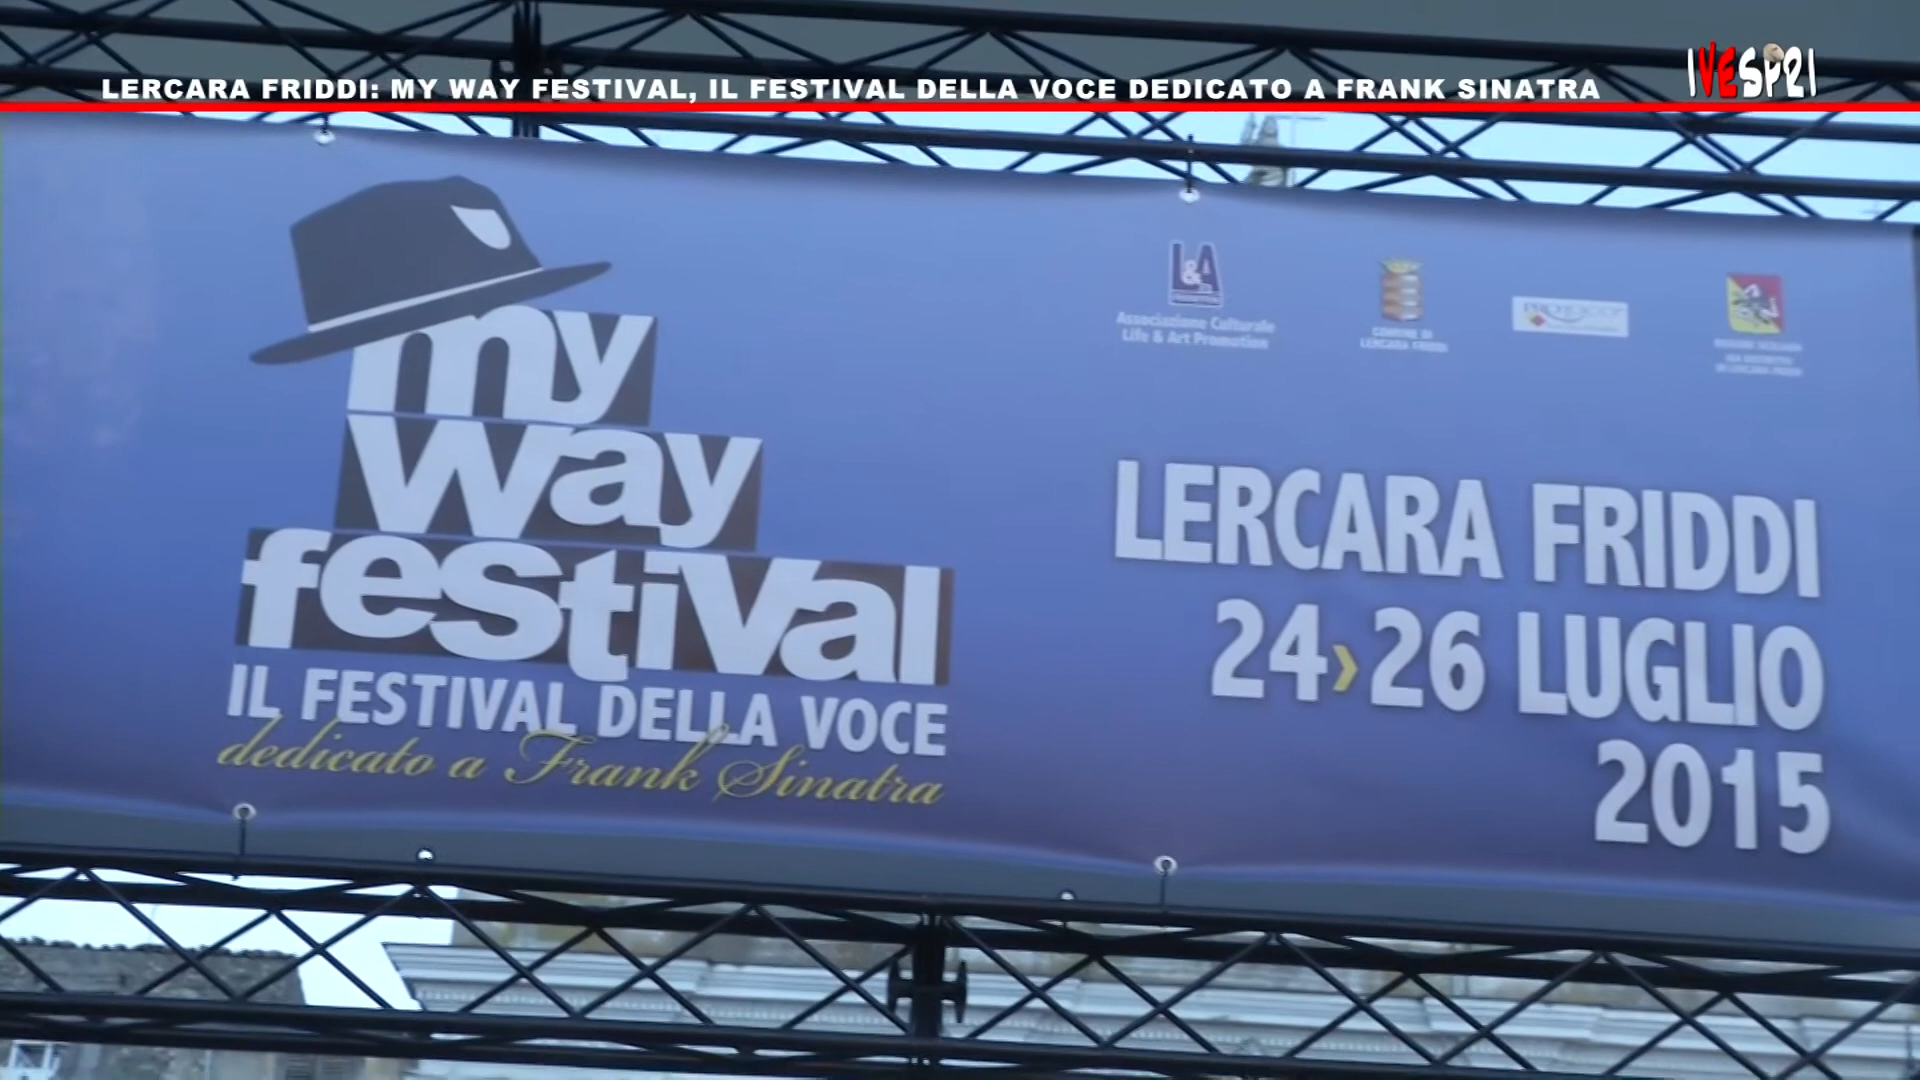 LERCARA FRIDDI: MY WAY FESTIVAL, IL FESTIVAL DELLA VOCE DEDICATO A FRANK SINATRA
IVESPRI
my
way
festival
IL FESTIVAL DELLA VOCE
dedicato a Frank Sinatra
L&A
Associazione Culturale
Life & Art Promotion
COMUNE DI
LERCARA FRIDDI
LERCARA FRIDDI
24›26 LUGLIO
2015